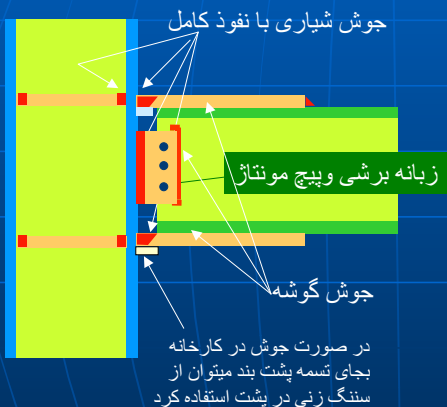 جوش شیاری با نفوذ کامل
زبانه برشی وپیچ مونتاژ
جوش گوشه
در صورت جوش در کارخانه
بجای تسمه پشت بند میتوان از
سننگ زنی در پشت استفاده کرد